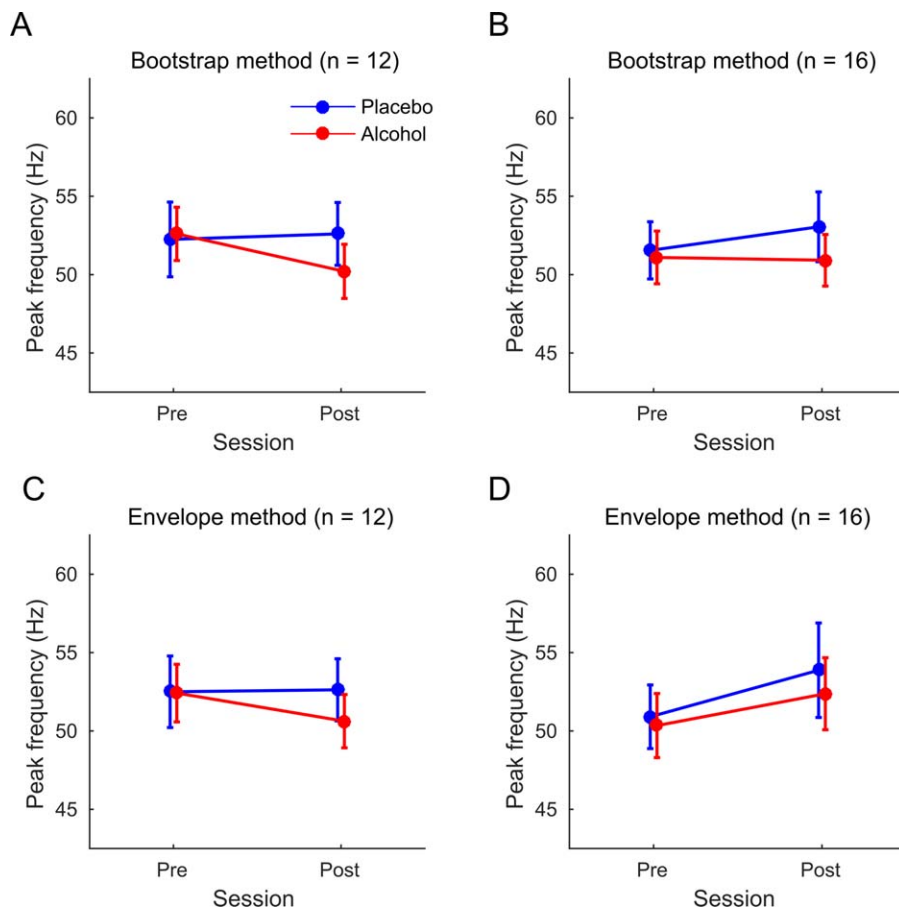 A
Bootstrap method (n = 12)
Placebo
Alcohol
Peak frequency (Hz)
60
55
50
45
Pre
Post
Session
B
Bootstrap method (n = 16)
Peak frequency (Hz)
60
55
50
45
Pre
Post
Session
C
Envelope method (n = 12)
Peak frequency (Hz)
60
55
50
45
Pre
Post
Session
D
Envelope method (n = 16)
Peak frequency (Hz)
60
55
50
45
Pre
Post
Session